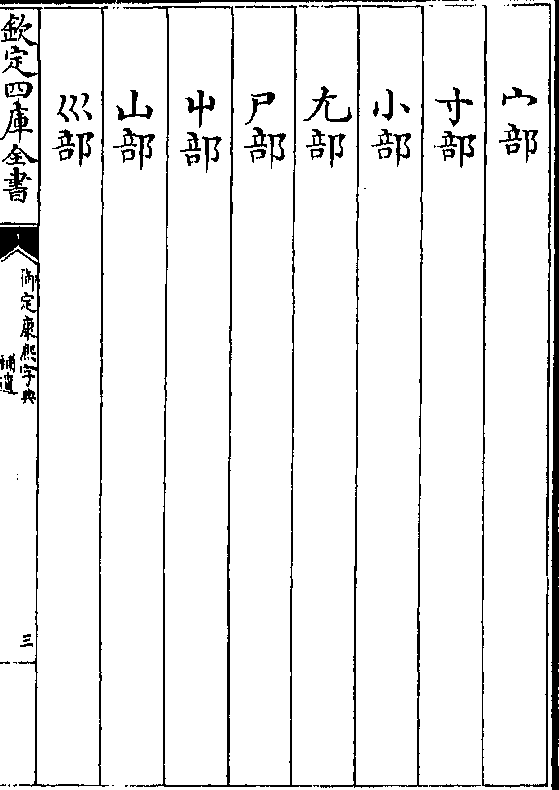 宀部
寸部
小部
尢部
尸部
屮部
山部
巛部
欽定四庫全書
御定康熙字典
補遺
三